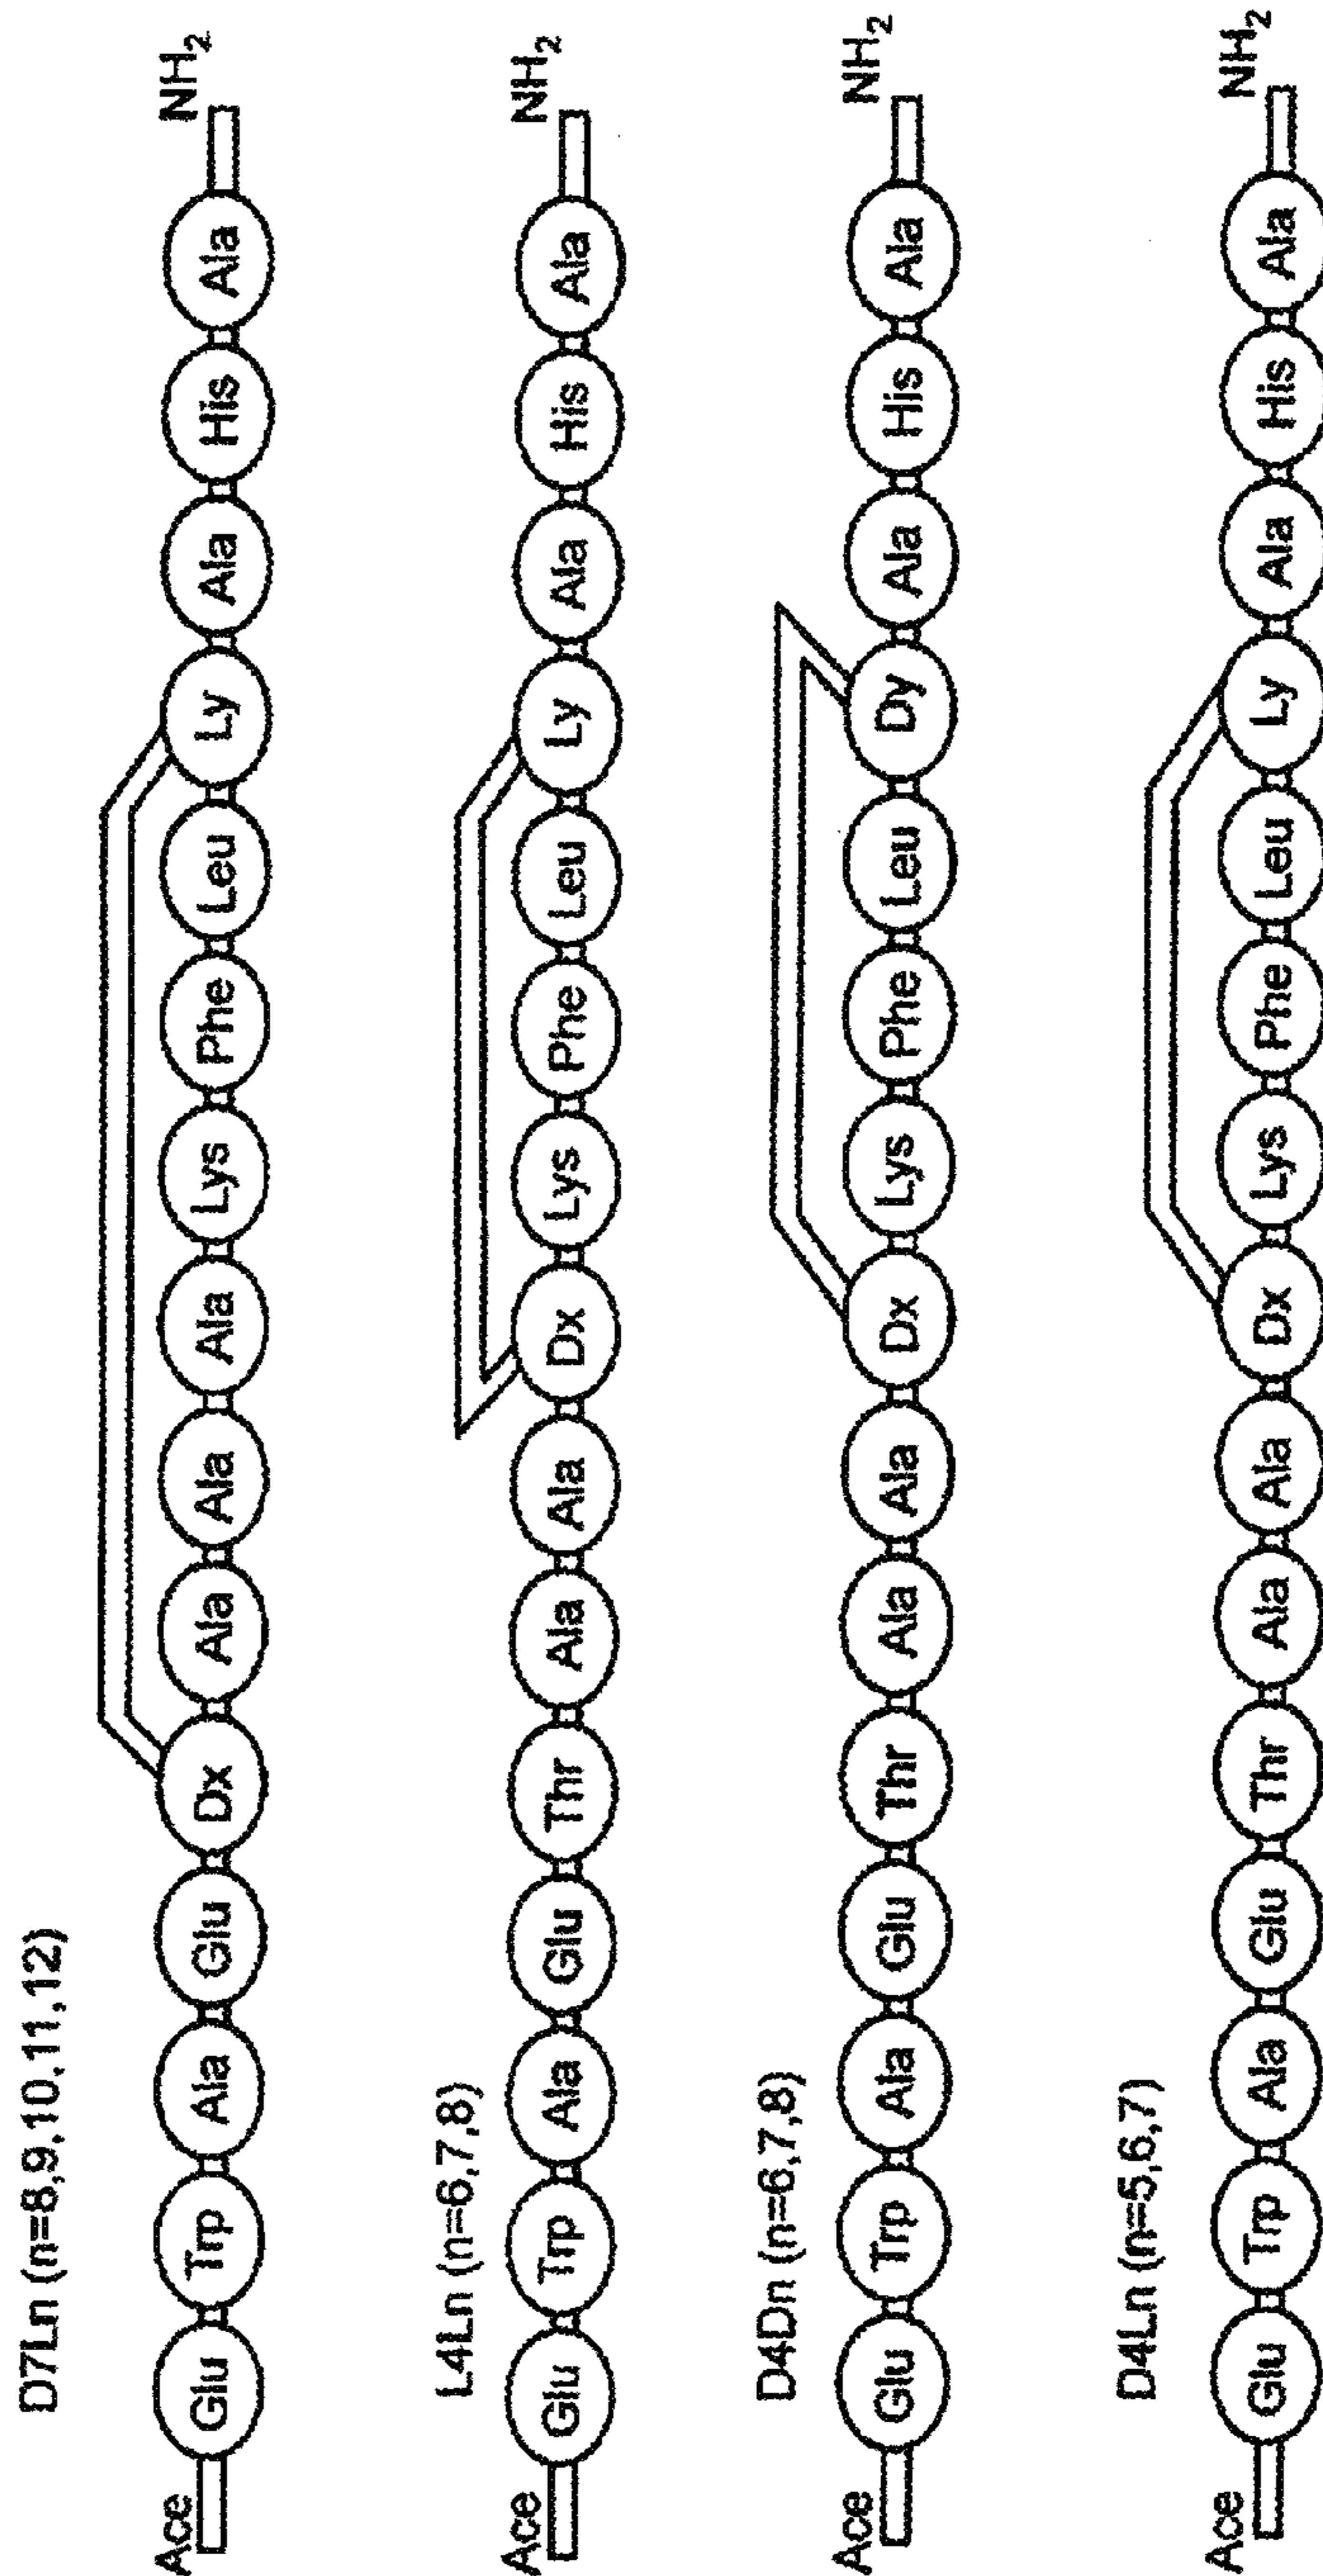 D7Ln (n=8,9,10,11,12)
Ace Glu Trp Ala Glu Dx Ala Ala Ala Lys Phe Leu Ly Ala His Ala NH2
L4Ln (n=6,7,8)
Ace Glu Trp Ala Glu Thr Ala Ala Dx Lys Phe Leu Ly Ala His Ala NH2
D4Dn (n=6,7,8)
Ace Glu Trp Ala Glu Thr Ala Ala Dx Lys Phe Leu Dy Ala His Ala NH2
D4Ln (n=5,6,7)
Ace Glu Trp Ala Glu Thr Ala Ala Dx Lys Phe Leu Ly Ala His Ala NH2